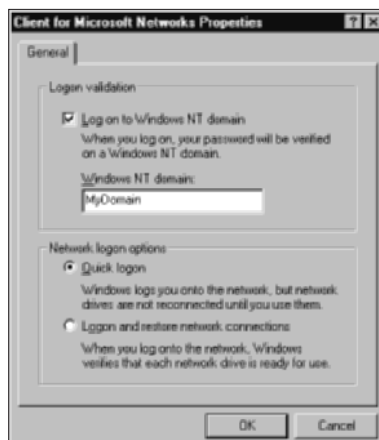 Client for Microsoft Networks Properties
General
Logon validation
Log on to Windows NT domain
When you log on, your password will be verified
on a Windows NT domain.
Windows NT domain:
MyDomain
Network logon options
Quick logon
Windows logs you onto the network, but network
drives are not reconnected until you use them.
Logon and restore network connections
When you log onto the network, Windows
verifies that each network drive is ready for use.
OK
Cancel